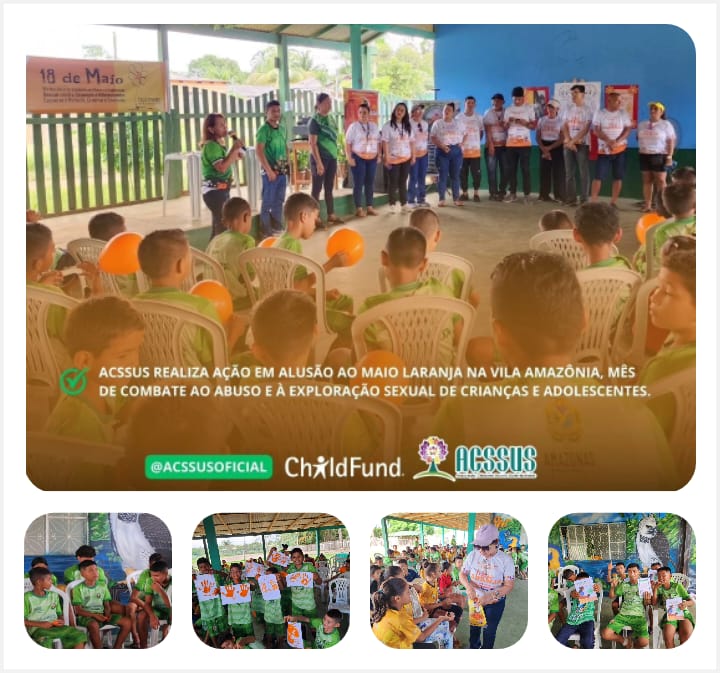 18 DE MAIO
ACSSUS REALIZA AÇÃO EM ALUSÃO AO MAIO LARANJA NA VILA AMAZÔNIA, MÊS
DE COMBATE AO ABUSO E À EXPLORAÇÃO SEXUAL DE CRIANÇAS E ADOLESCENTES.
@ACSSUSOFICIAL
ChildFund
ACSSUS
AMAZONAS